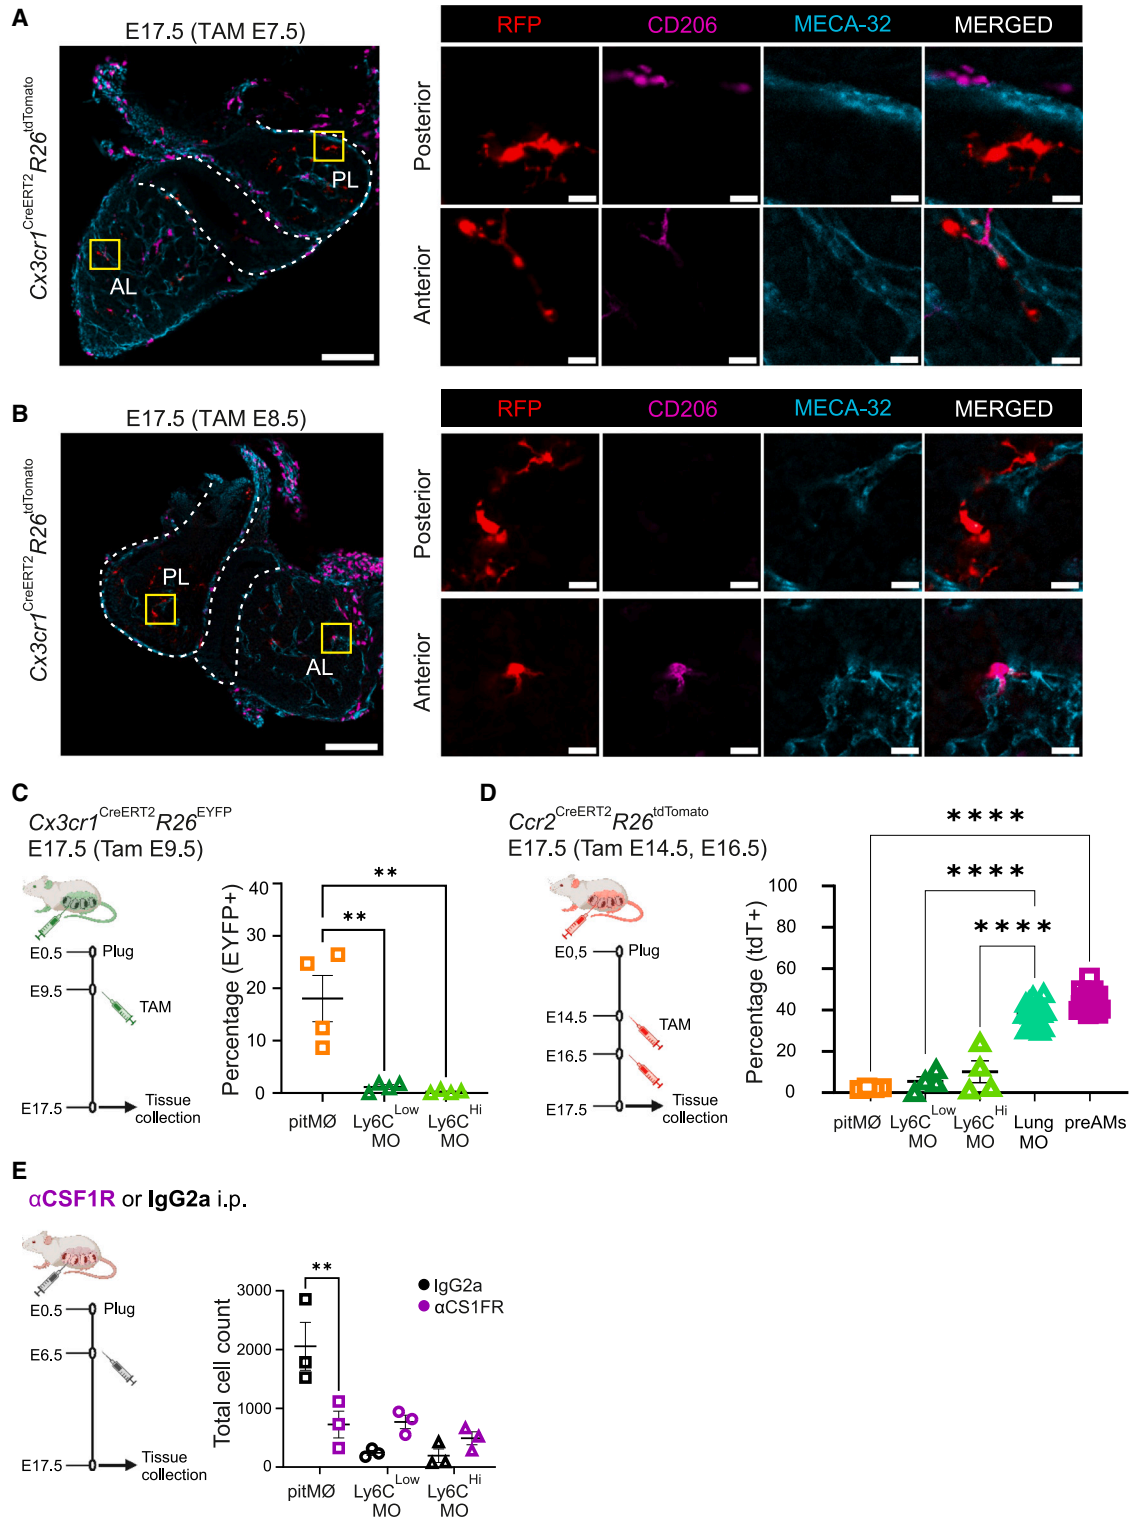 A
E17.5 (TAM E7.5)
Cx3cr1CreERT2R26tdTomato
PL
AL
RFP CD206 MECA-32 MERGED
Posterior
Anterior
B
E17.5 (TAM E8.5)
Cx3cr1CreERT2R26tdTomato
PL
AL
RFP CD206 MECA-32 MERGED
Posterior
Anterior
C
Cx3cr1CreERT2R26EYFP
E17.5 (Tam E9.5)
E0.5 Plug
E9.5
TAM
E17.5 Tissue
collection
Percentage (EYFP+)
40
30
20
10
0
**
**
pitMØ Ly6CLow MO Ly6CHi MO
D
Ccr2CreERT2R26tdTomato
E17.5 (Tam E14.5, E16.5)
E0,5 Plug
E14.5
TAM
E16.5
E17.5 Tissue
collection
Percentage (tdT+)
100
80
60
40
20
0
****
****
****
pitMØ Ly6CLow MO Ly6CHi MO Lung MO preAMs
E
αCSF1R or IgG2a i.p.
E0.5 Plug
E6.5
E17.5 Tissue
collection
Total cell count
3000
2000
1000
0
**
IgG2a
αCS1FR
pitMØ Ly6CLow MO Ly6CHi MO